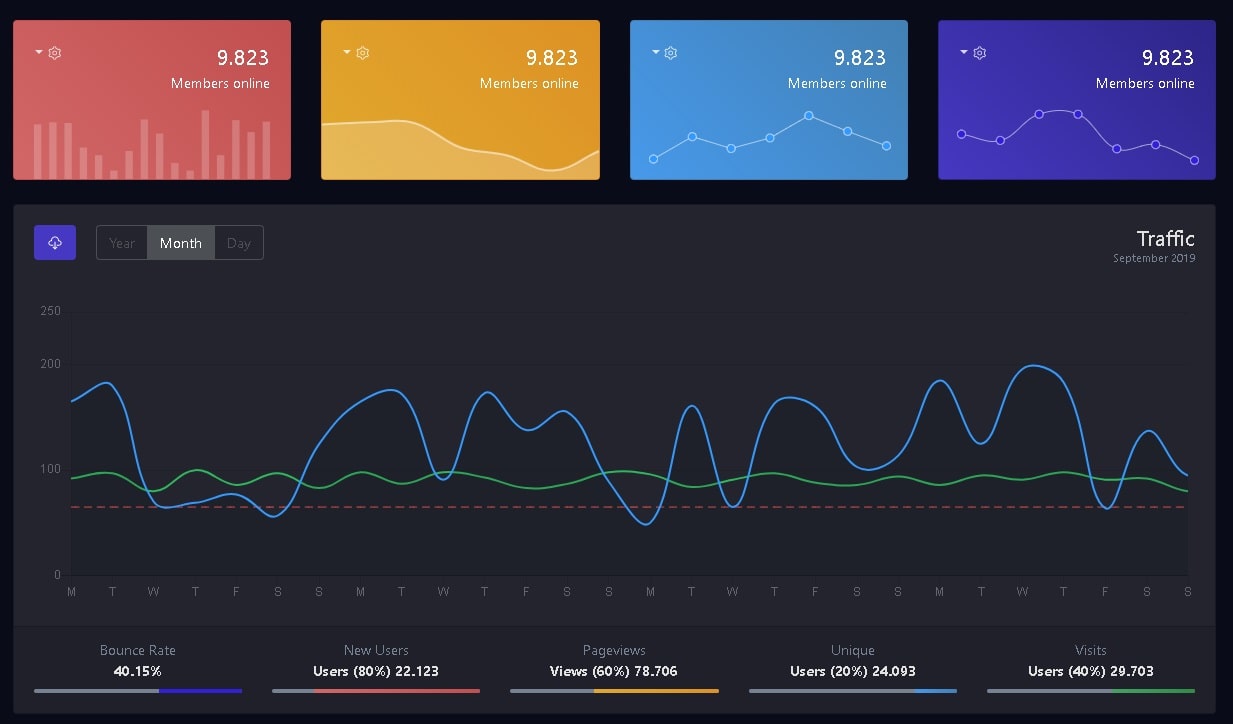 9.823
Members online
9.823
Members online
9.823
Members online
9.823
Members online
Year Month Day
Traffic
September 2019
250
200
100
0
M T W T F S S M T W T F S S M T W T F S S M T W T F S S
Bounce Rate
40.15%
New Users
Users (80%) 22.123
Pageviews
Views (60%) 78.706
Unique
Users (20%) 24.093
Visits
Users (40%) 29.703